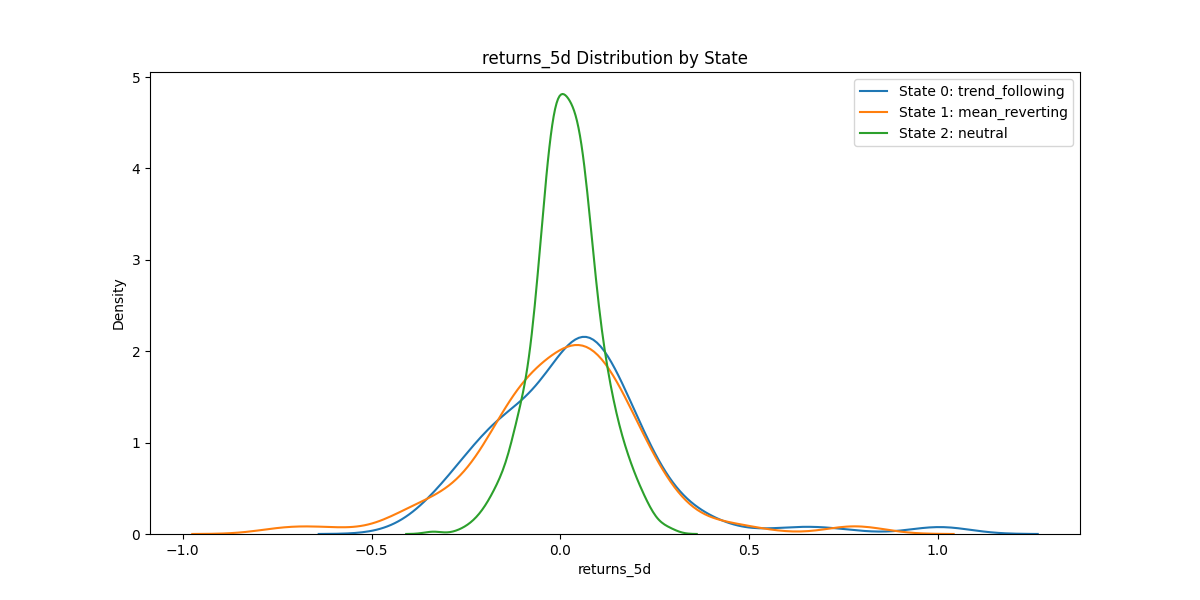 returns_5d Distribution by State
State 0: trend_following
State 1: mean_reverting
State 2: neutral
5
4
3
2
1
0
Density
−1.0
−0.5
0.0
0.5
1.0
returns_5d